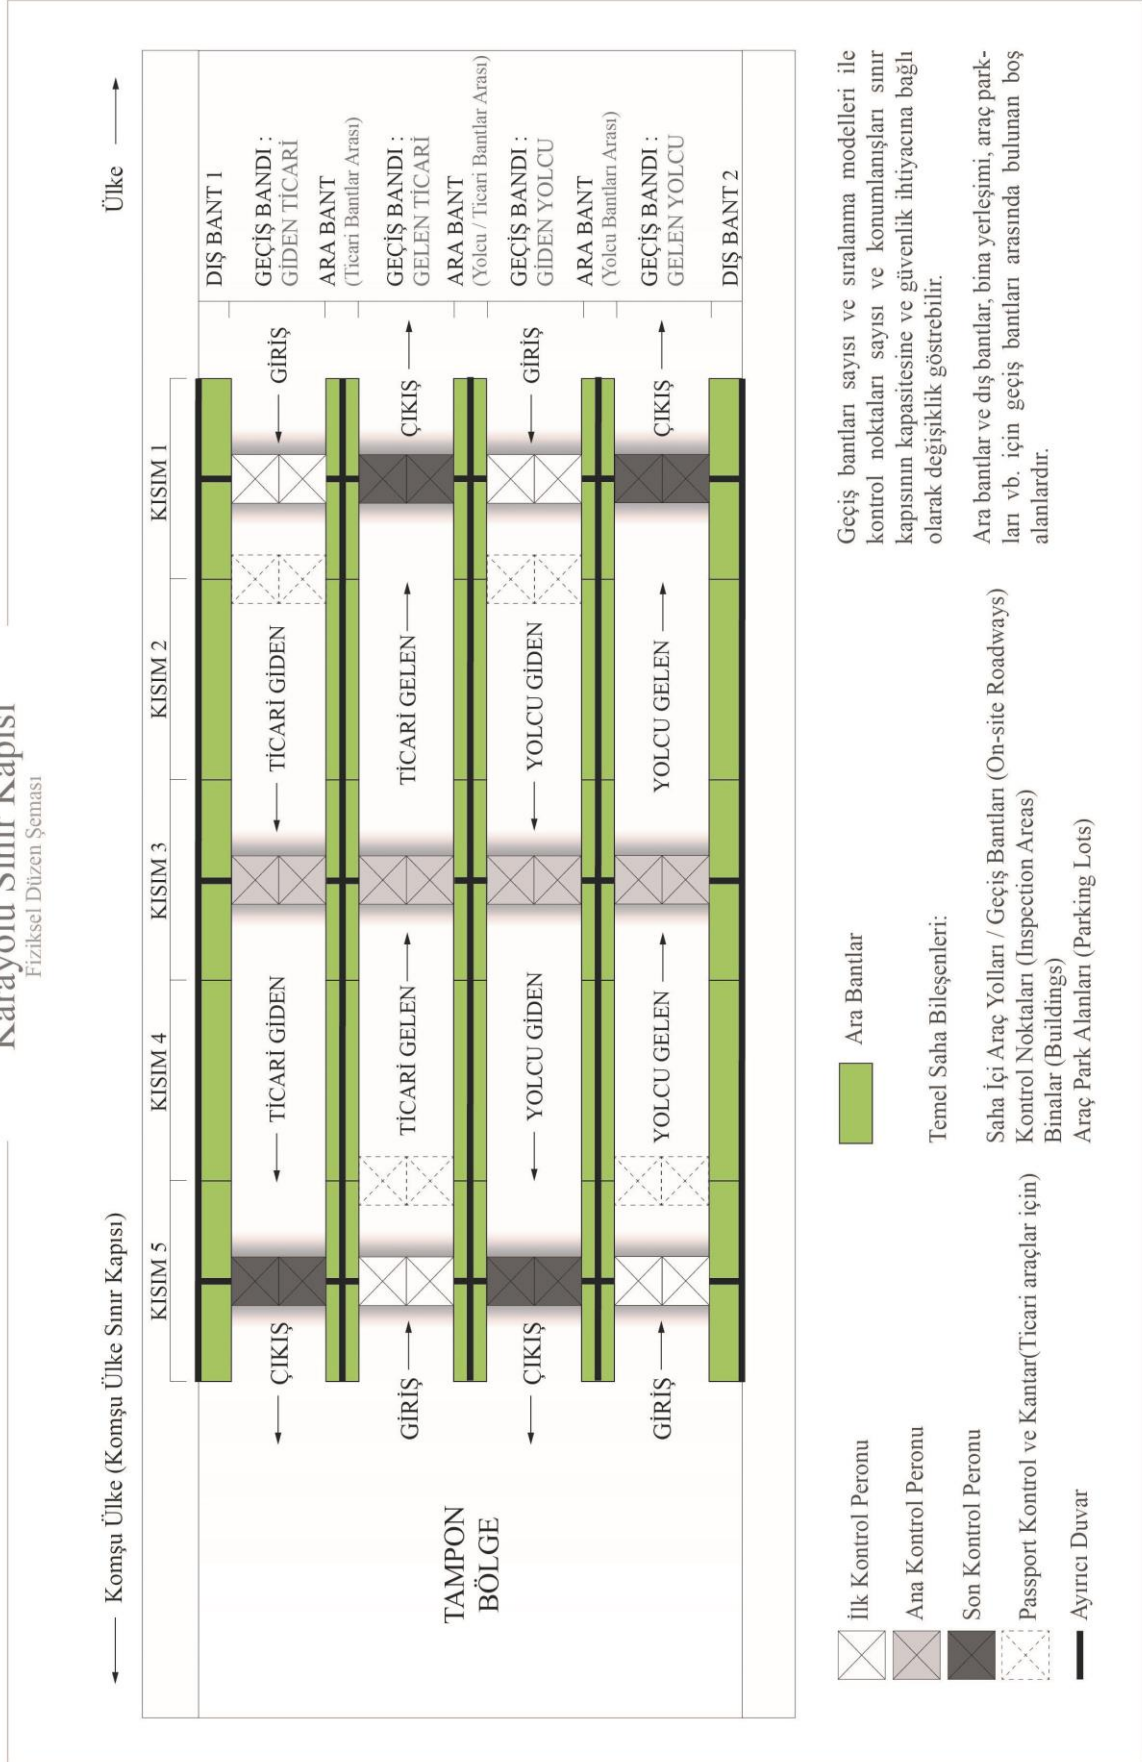 Karayolu Sınır Kapısı
Fiziksel Düzen Şeması
Komşu Ülke (Komşu Ülke Sınır Kapısı)
Ülke
KISIM 5
KISIM 4
KISIM 3
KISIM 2
KISIM 1
TAMPON
BÖLGE
ÇIKIŞ
TİCARİ GİDEN
TİCARİ GİDEN
GİRİŞ
GİRİŞ
TİCARİ GELEN
TİCARİ GELEN
ÇIKIŞ
ÇIKIŞ
YOLCU GİDEN
YOLCU GİDEN
GİRİŞ
GİRİŞ
YOLCU GELEN
YOLCU GELEN
ÇIKIŞ
DIŞ BANT 1
GEÇİŞ BANDI :
GİDEN TİCARİ
ARA BANT
(Ticari Bantlar Arası)
GEÇİŞ BANDI :
GELEN TİCARİ
ARA BANT
(Yolcu / Ticari Bantlar Arası)
GEÇİŞ BANDI :
GİDEN YOLCU
ARA BANT
(Yolcu Bantları Arası)
GEÇİŞ BANDI :
GELEN YOLCU
DIŞ BANT 2
İlk Kontrol Peronu
Ana Kontrol Peronu
Son Kontrol Peronu
Passport Kontrol ve Kantar(Ticari araçlar için)
Ayırıcı Duvar
Ara Bantlar
Temel Saha Bileşenleri:
Saha İçi Araç Yolları / Geçiş Bantları (On-site Roadways)
Kontrol Noktaları (Inspection Areas)
Binalar (Buildings)
Araç Park Alanları (Parking Lots)
Geçiş bantları sayısı ve sıralanma modelleri ile
kontrol noktaları sayısı ve konumlanışları sınır
kapısının kapasitesine ve güvenlik ihtiyacına bağlı
olarak değişiklik göstrebilir.
Ara bantlar ve dış bantlar, bina yerleşimi, araç park-
ları vb. için geçiş bantları arasında bulunan boş
alanlardır.